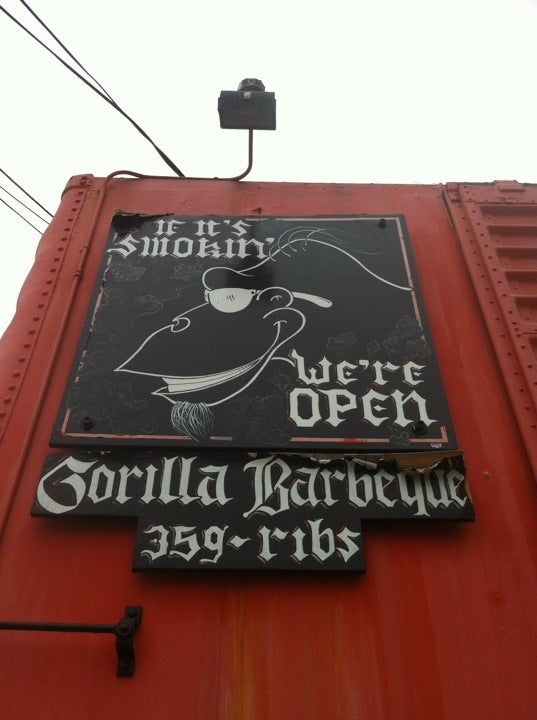 IF IT'S
SMOKIN'
WE'RE
OPEN
Gorilla Barbeque
359-ribs